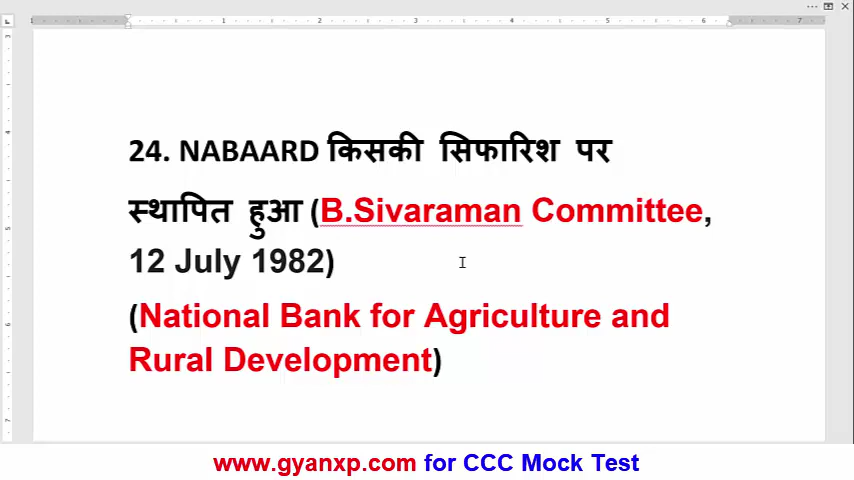 24. NABAARD किसकी सिफारिश पर
स्थापित हुआ (B.Sivaraman Committee,
12 July 1982)
(National Bank for Agriculture and
Rural Development)
www.gyanxp.com for CCC Mock Test